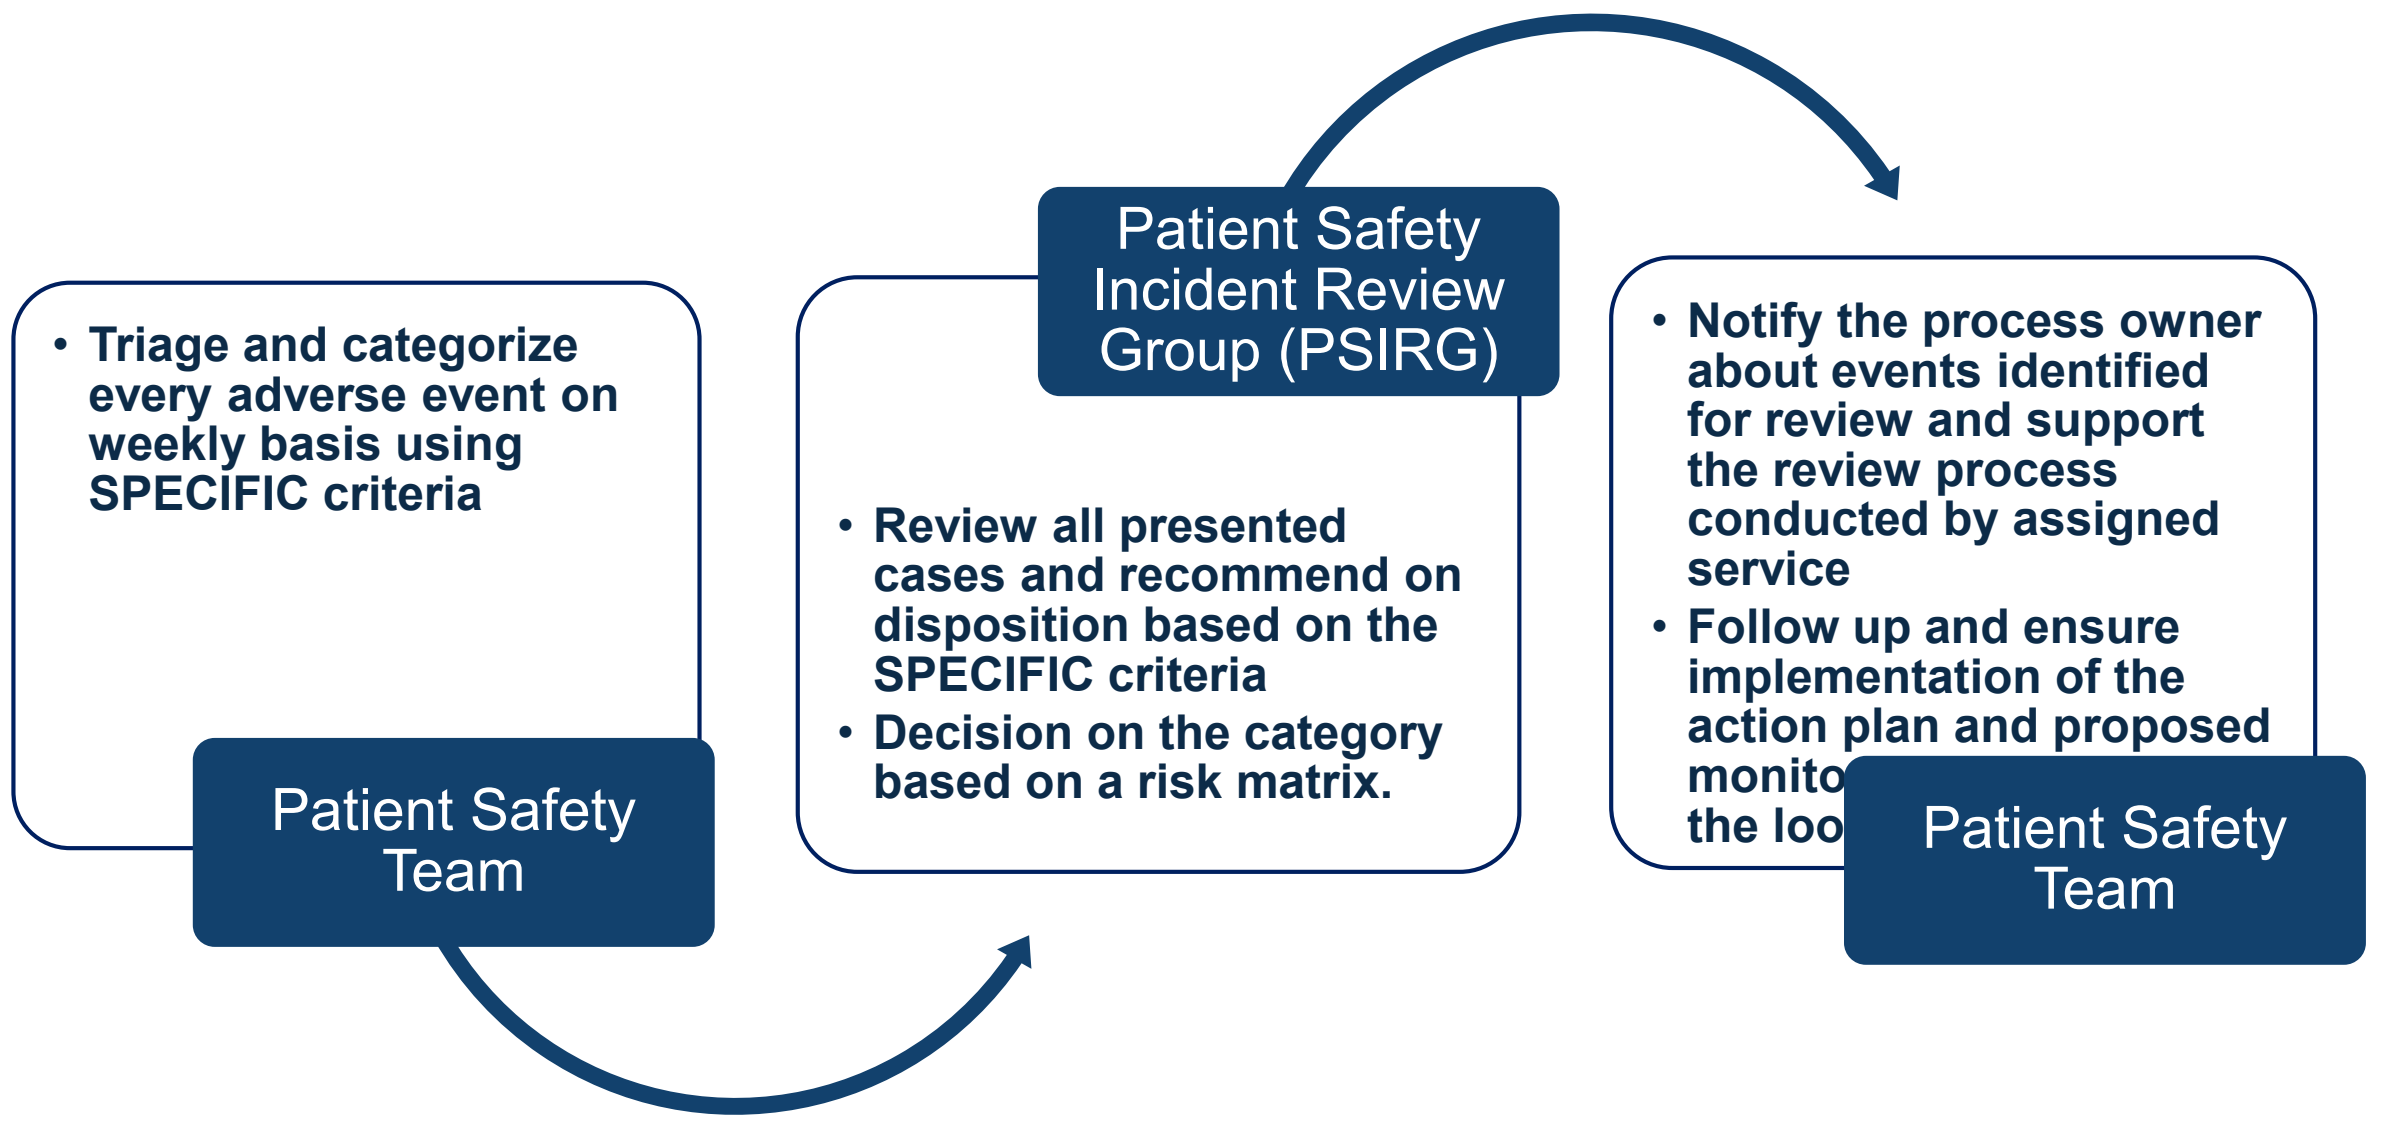 • Triage and categorize
every adverse event on
weekly basis using
SPECIFIC criteria
Patient Safety
Team
Patient Safety
Incident Review
Group (PSIRG)
• Review all presented
cases and recommend on
disposition based on the
SPECIFIC criteria
• Decision on the category
based on a risk matrix.
• Notify the process owner
about events identified
for review and support
the review process
conducted by assigned
service
• Follow up and ensure
implementation of the
action plan and proposed
the
Patient Safety
Team